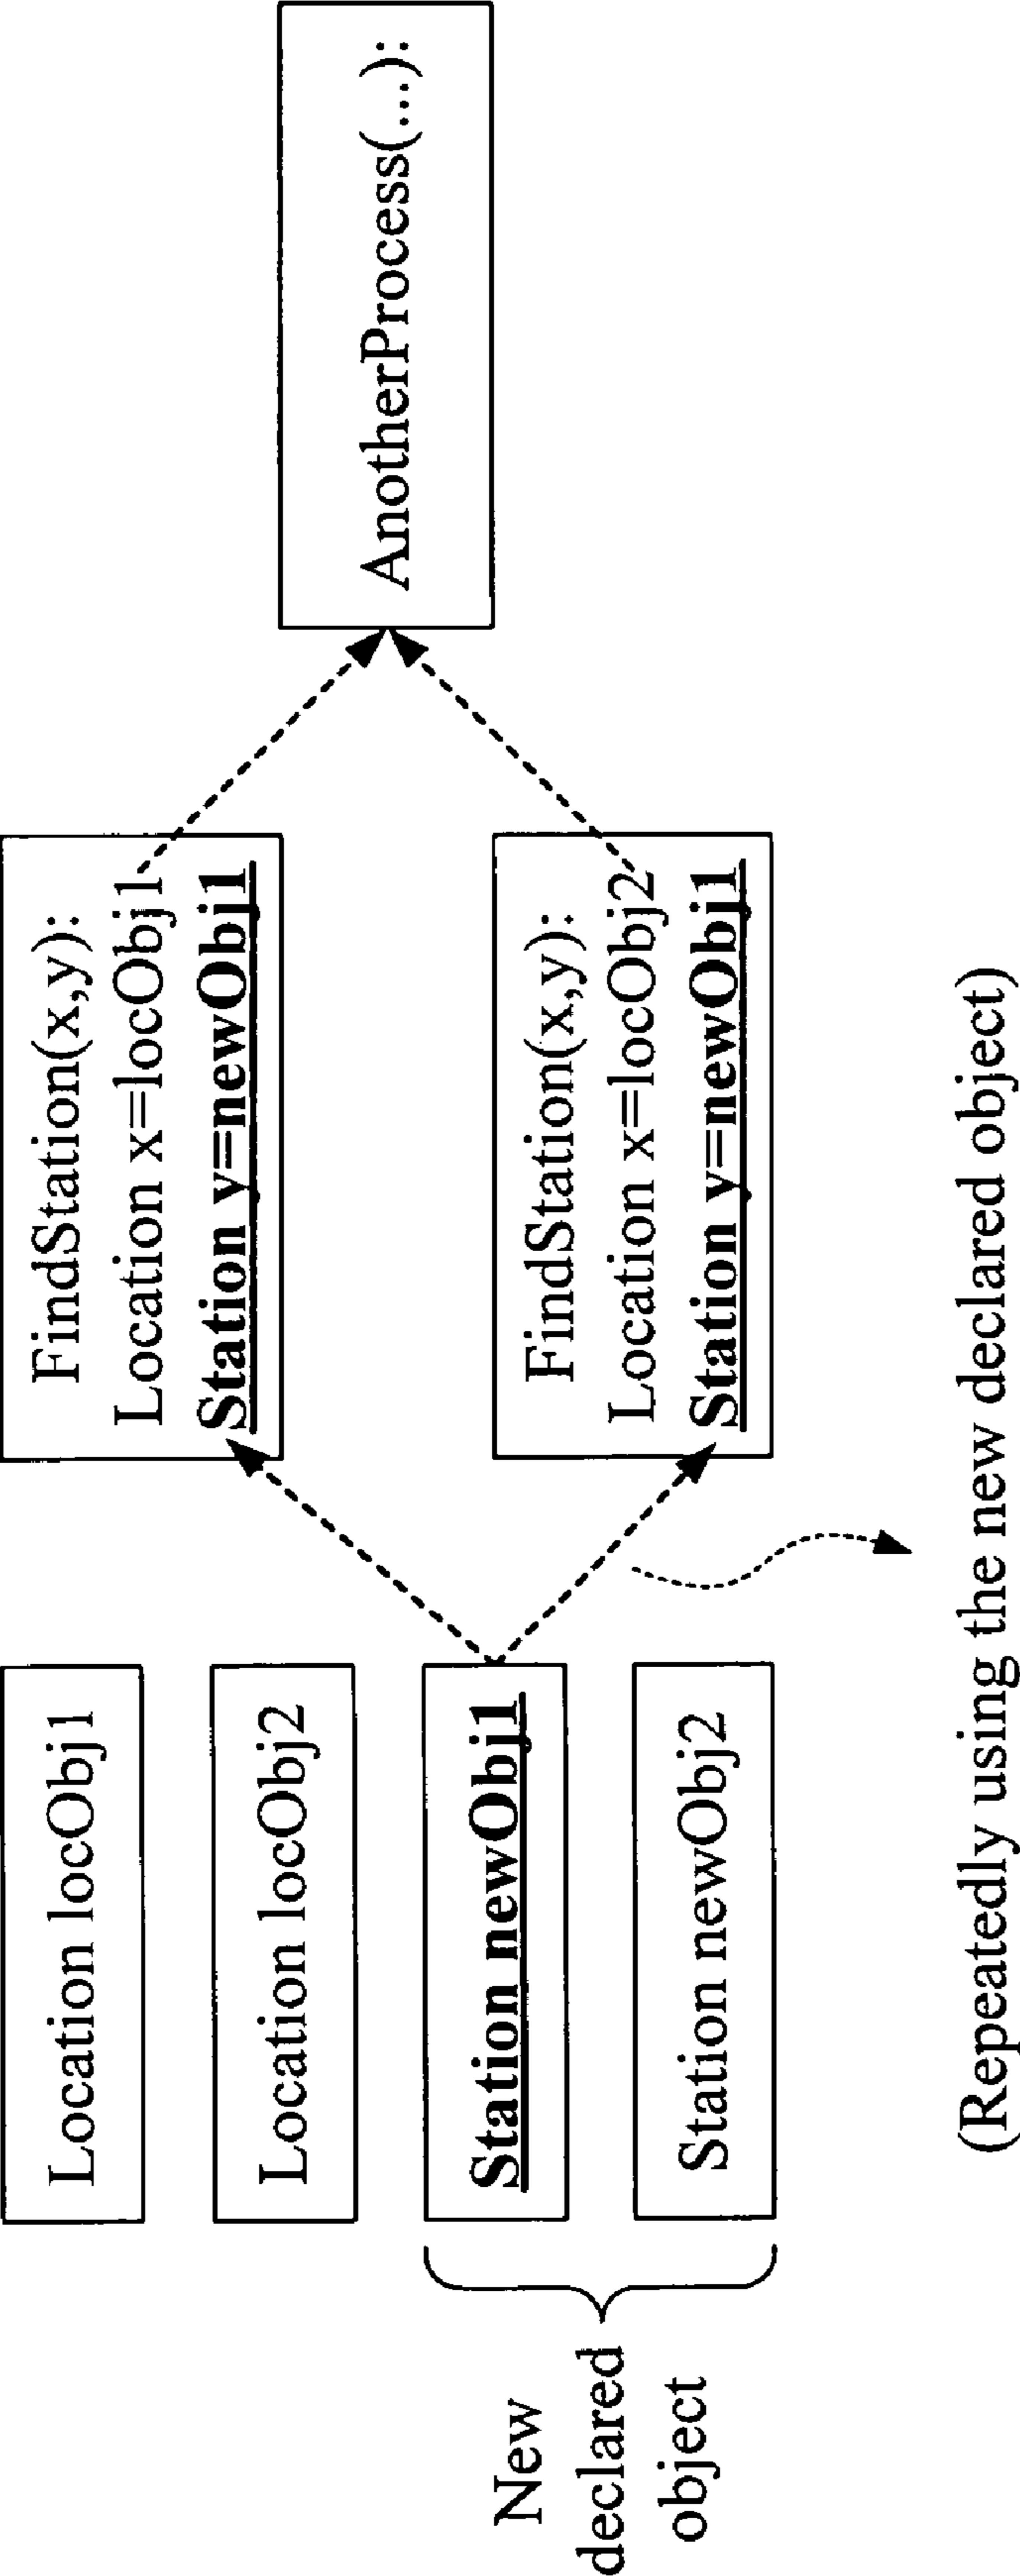 Location locObj1
Location locObj2
Station newObj1
Station newObj2
New
declared
object
FindStation(x,y):
Location x=locObj1
Station y=newObj1
FindStation(x,y):
Location x=locObj2
Station y=newObj1
AnotherProcess(...):
(Repeatedly using the new declared object)